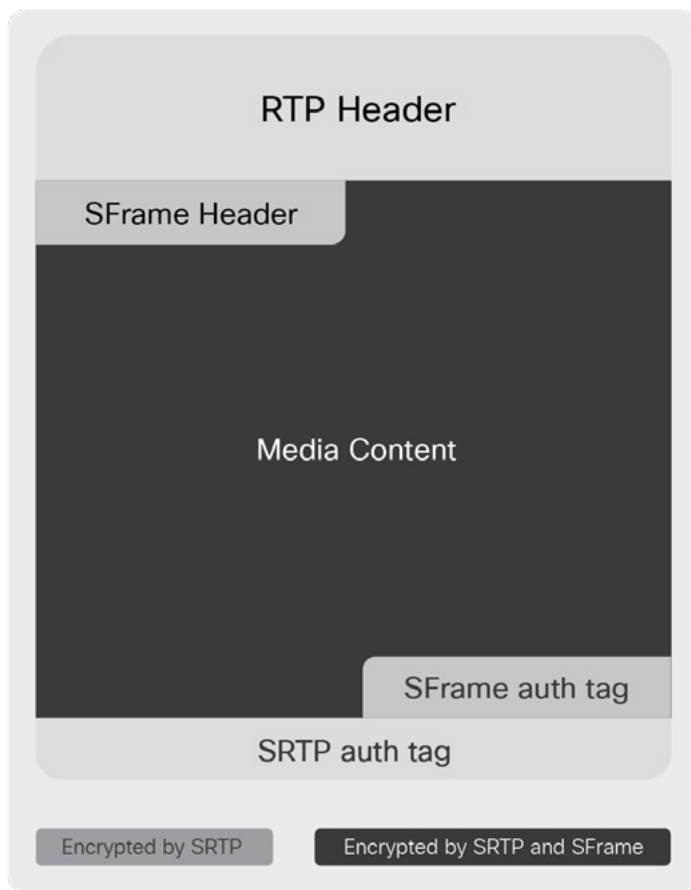 RTP Header
SFrame Header
Media Content
SFrame auth tag
SRTP auth tag
Encrypted by SRTP
Encrypted by SRTP and SFrame